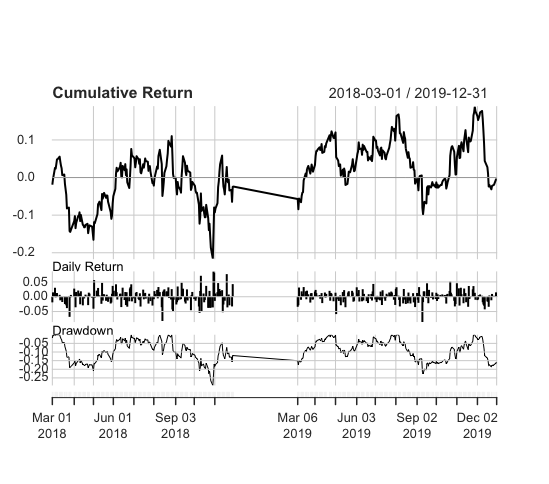 Cumulative Return 2018-03-01 / 2019-12-31
0.1
0.0
-0.1
-0.2
Daily Return
0.05
0.00
-0.05
Drawdown
-0.05
-0.10
-0.15
-0.20
-0.25
Mar 01 Jun 01 Sep 03 Mar 06 Jun 03 Sep 02 Dec 02
2018 2018 2018 2019 2019 2019 2019